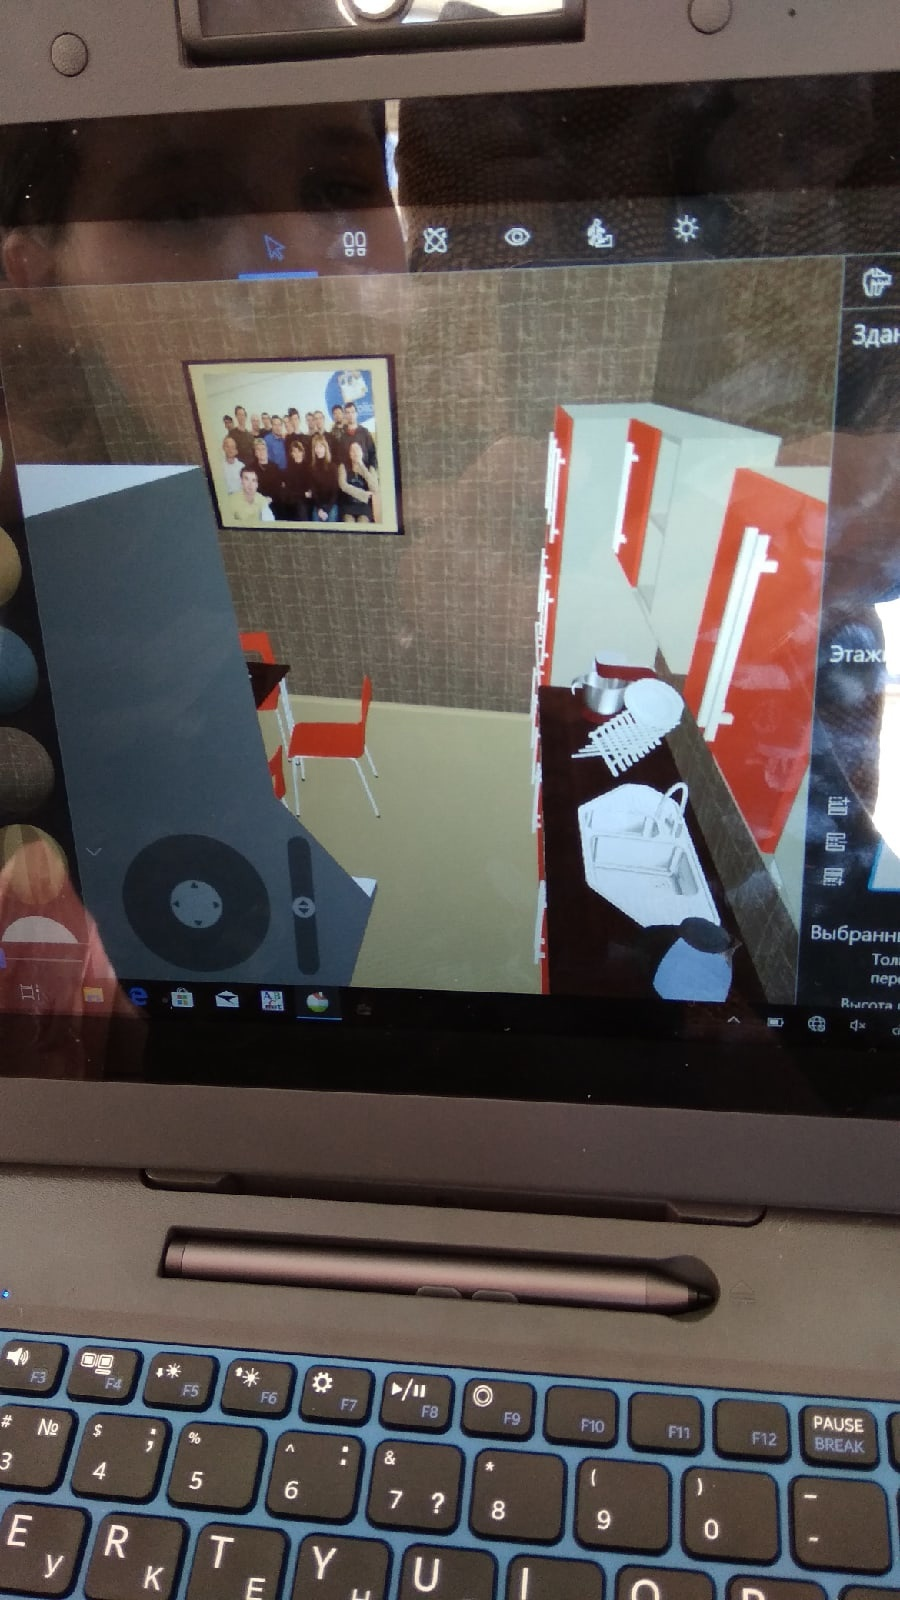 Здан
Этажи
Выбранн
Тол
пере
Высота
F3
F4
F5
F6
F7
F8
F9
F10
F11
F12
PAUSE
BREAK
# №
3
$ ;
4
%
5
^ :
6
&
7 ?
*
8
(
9
)
0
_
-
E У
R К
T Е
Y Н
U
I
O
P